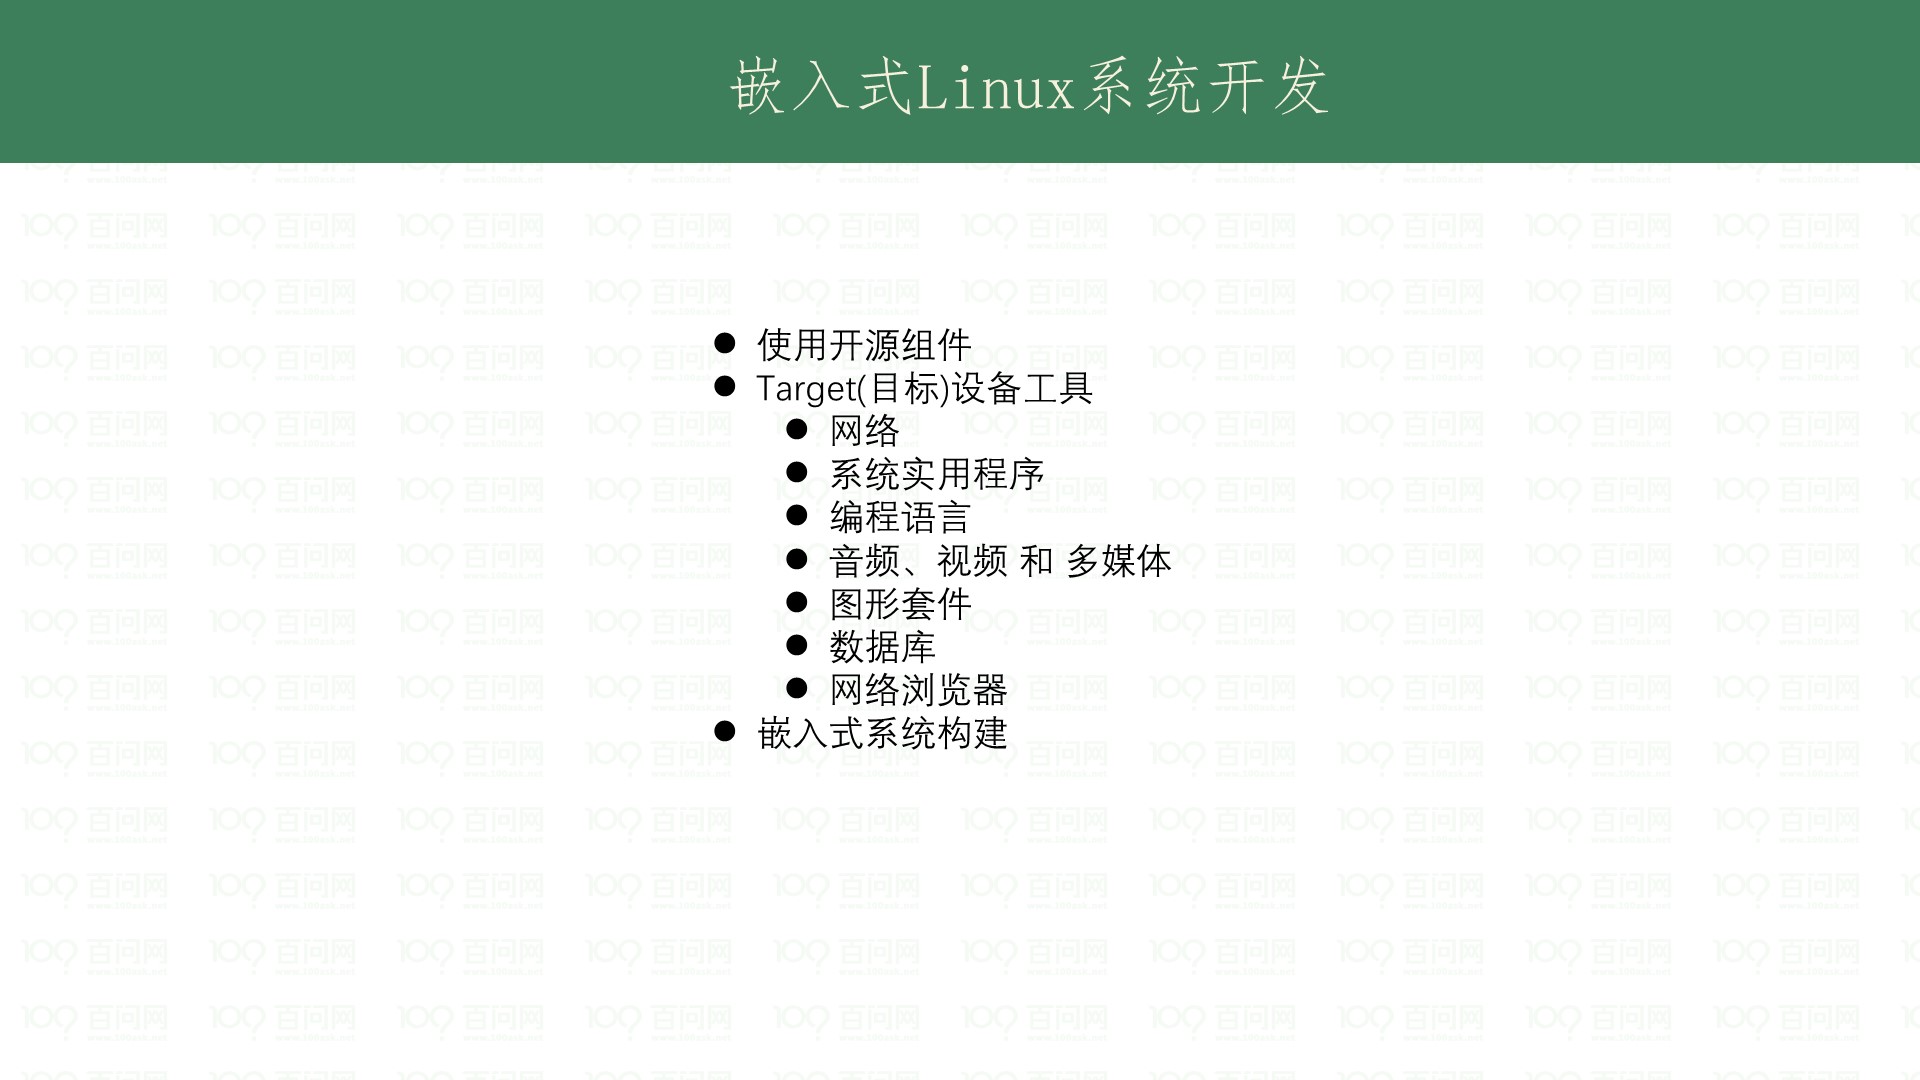 嵌入式Linux系统开发
使用开源组件
Target(目标)设备工具
网络
系统实用程序
编程语言
音频、视频 和 多媒体
图形套件
数据库
网络浏览器
嵌入式系统构建